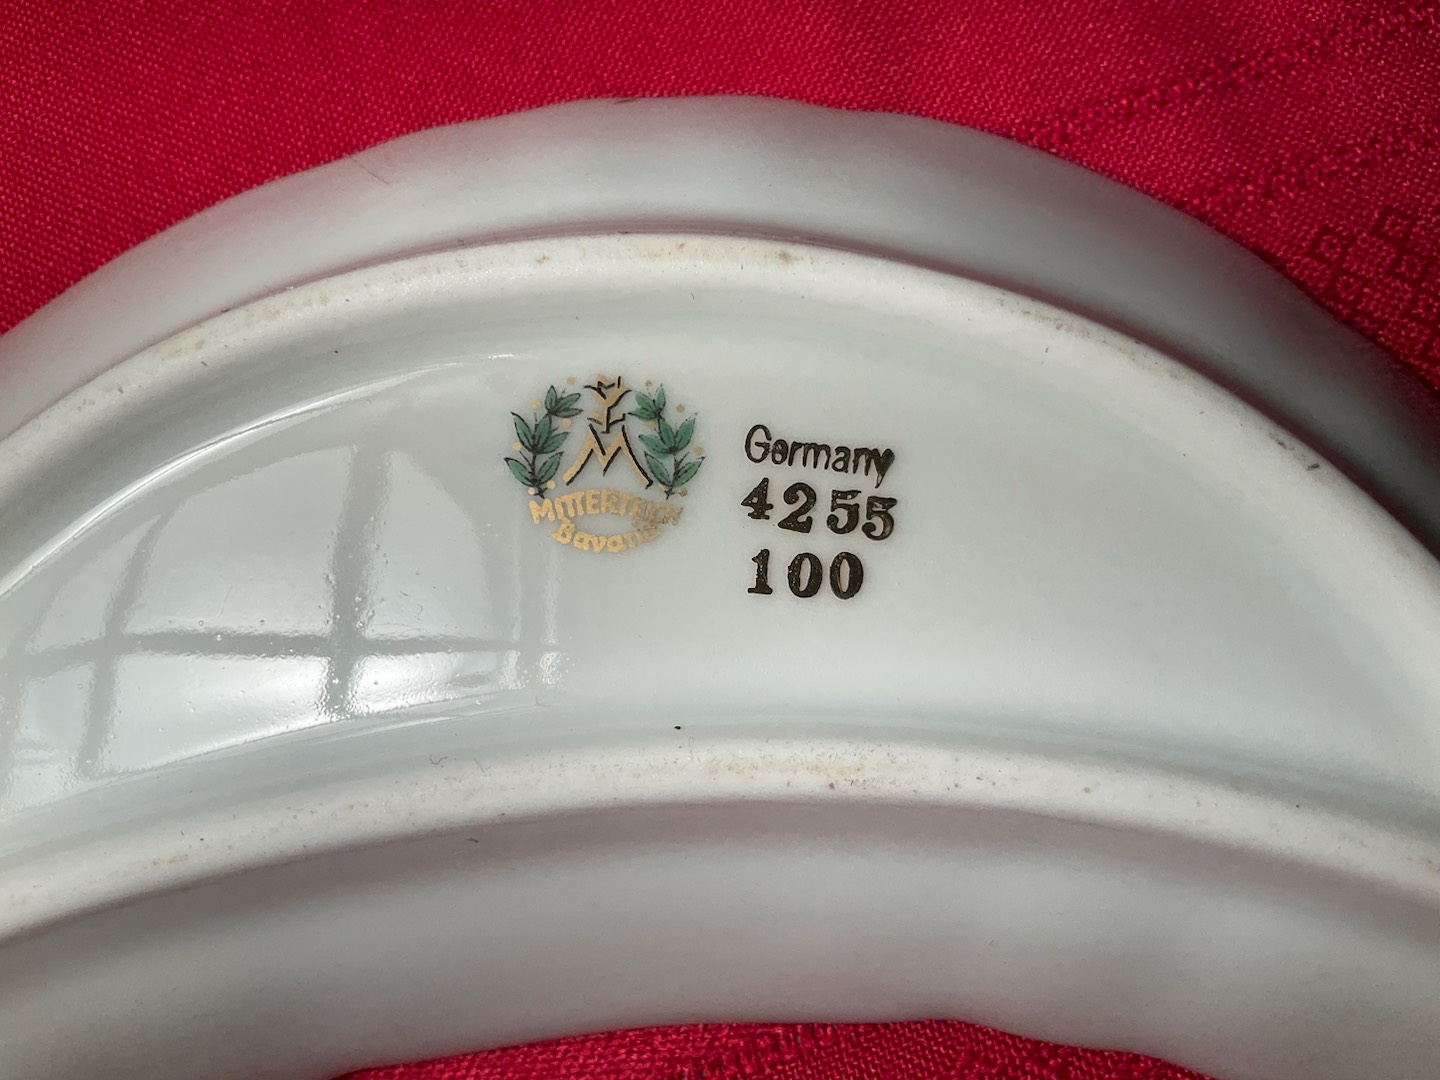 M
MITTERTEICH
Bavaria
Germany
4255
100